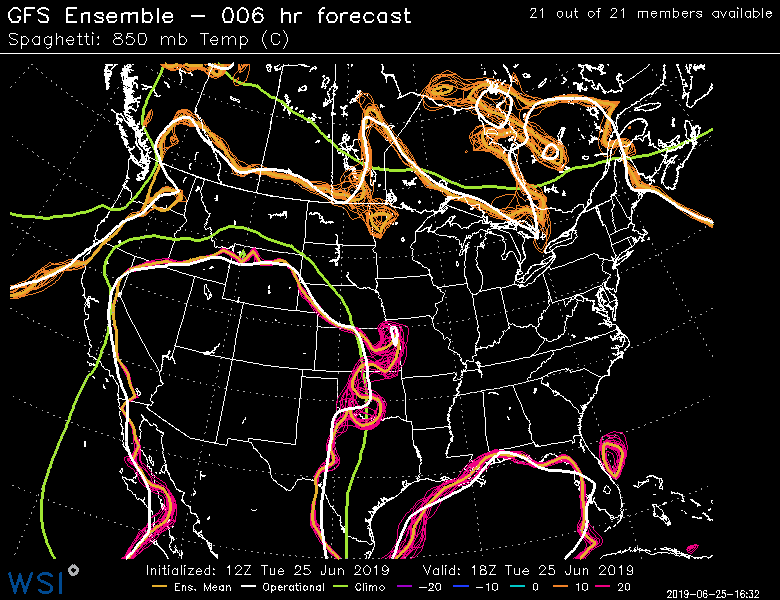 GFS Ensemble – 006 hr forecast
21 out of 21 members available
Spaghetti: 850 mb Temp (C)
Initialized: 12Z Tue 25 Jun 2019 Valid: 18Z Tue 25 Jun 2019
WSI
Ens. Mean Operational Climo -20 -10 0 10 20
2019-06-25-16:32